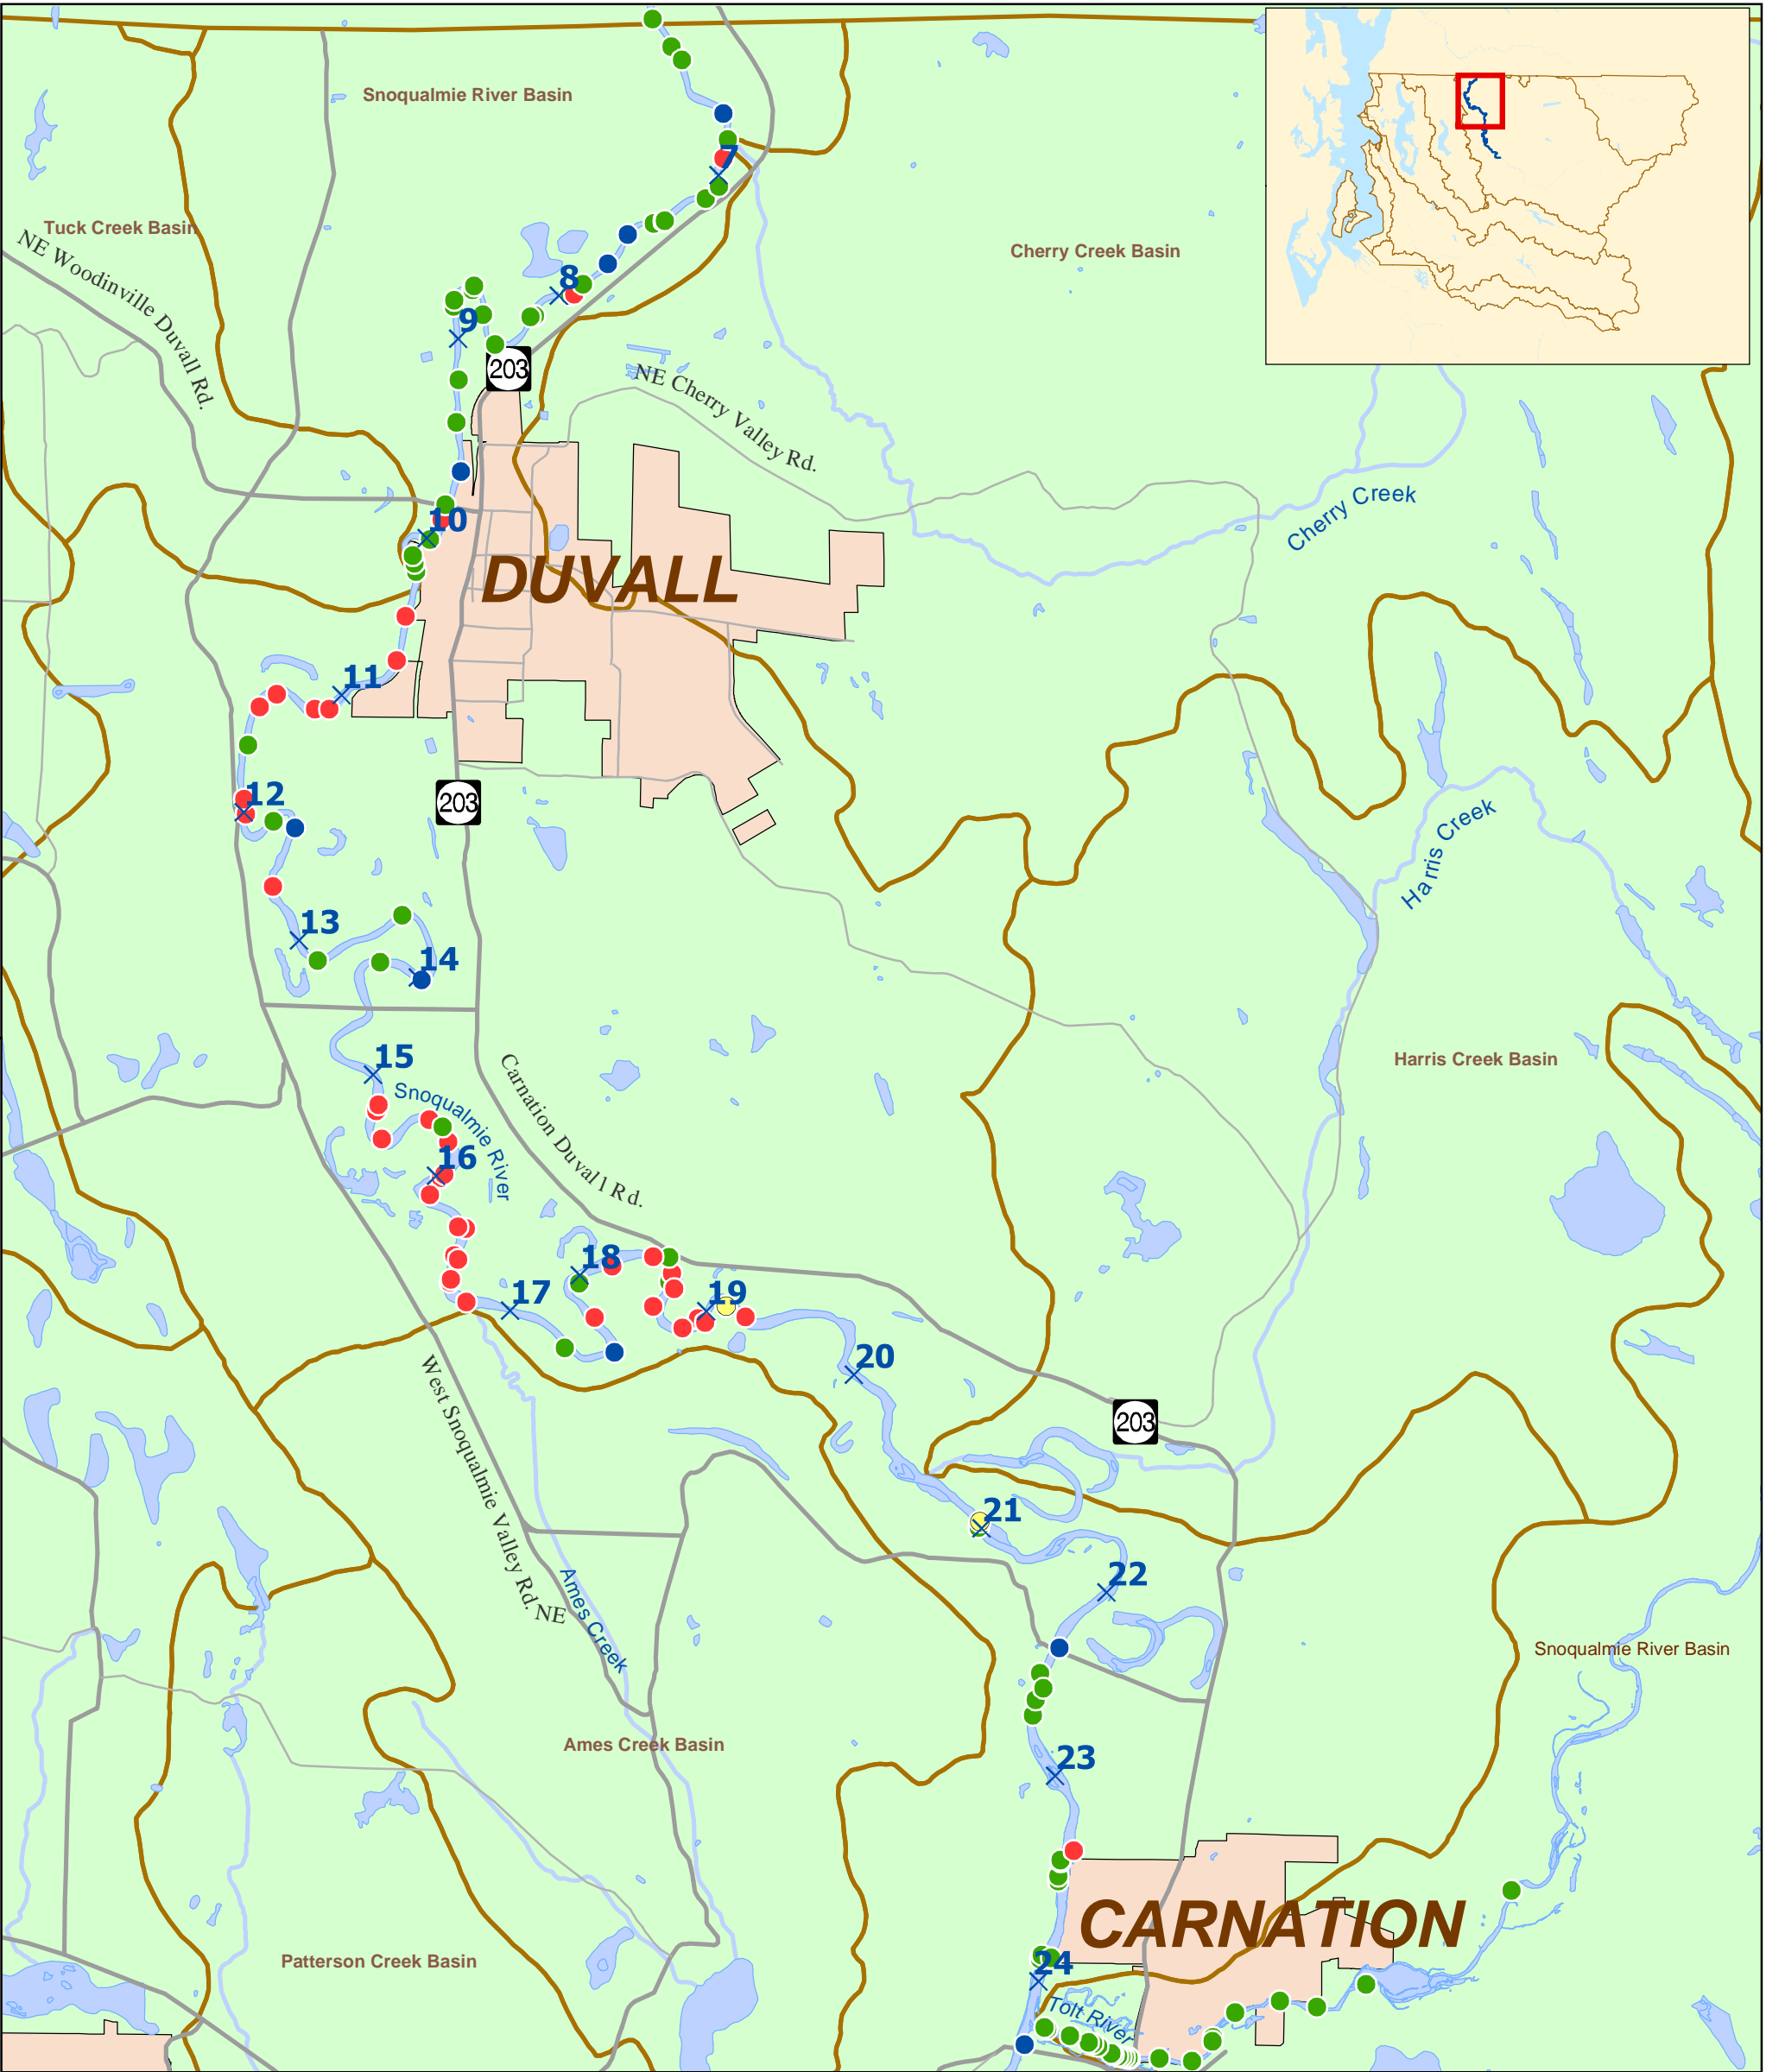 Snoqualmie River Basin
7
Tuck Creek Basin
NE Woodinville Duvall Rd.
Cherry Creek Basin
8
9
203
NE Cherry Valley Rd.
Cherry Creek
10
DUVALL
11
12
203
Harris Creek
13
14
15
Snoqualmie River
Carnation Duvall Rd.
Harris Creek Basin
16
17
18
19
20
West Snoqualmie Valley Rd. NE
203
21
22
Ames Creek
Snoqualmie River Basin
Ames Creek Basin
23
CARNATION
Patterson Creek Basin
24
Tolt River